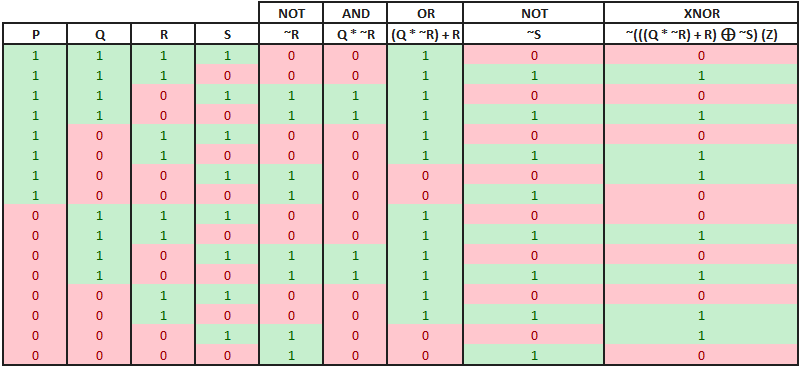 NOT AND OR NOT XNOR
P Q R S ~R Q * ~R (Q * ~R) + R ~S ~(((Q * ~R) + R) ⊕ ~S) (Z)
1 1 1 1 0 0 1 0 0
1 1 1 0 0 0 1 1 1
1 1 0 1 1 1 1 0 0
1 1 0 0 1 1 1 1 1
1 0 1 1 0 0 1 0 0
1 0 1 0 0 0 1 1 1
1 0 0 1 1 0 0 0 1
1 0 0 0 1 0 0 1 0
0 1 1 1 0 0 1 0 0
0 1 1 0 0 0 1 1 1
0 1 0 1 1 1 1 0 0
0 1 0 0 1 1 1 1 1
0 0 1 1 0 0 1 0 0
0 0 1 0 0 0 1 1 1
0 0 0 1 1 0 0 0 1
0 0 0 0 1 0 0 1 0